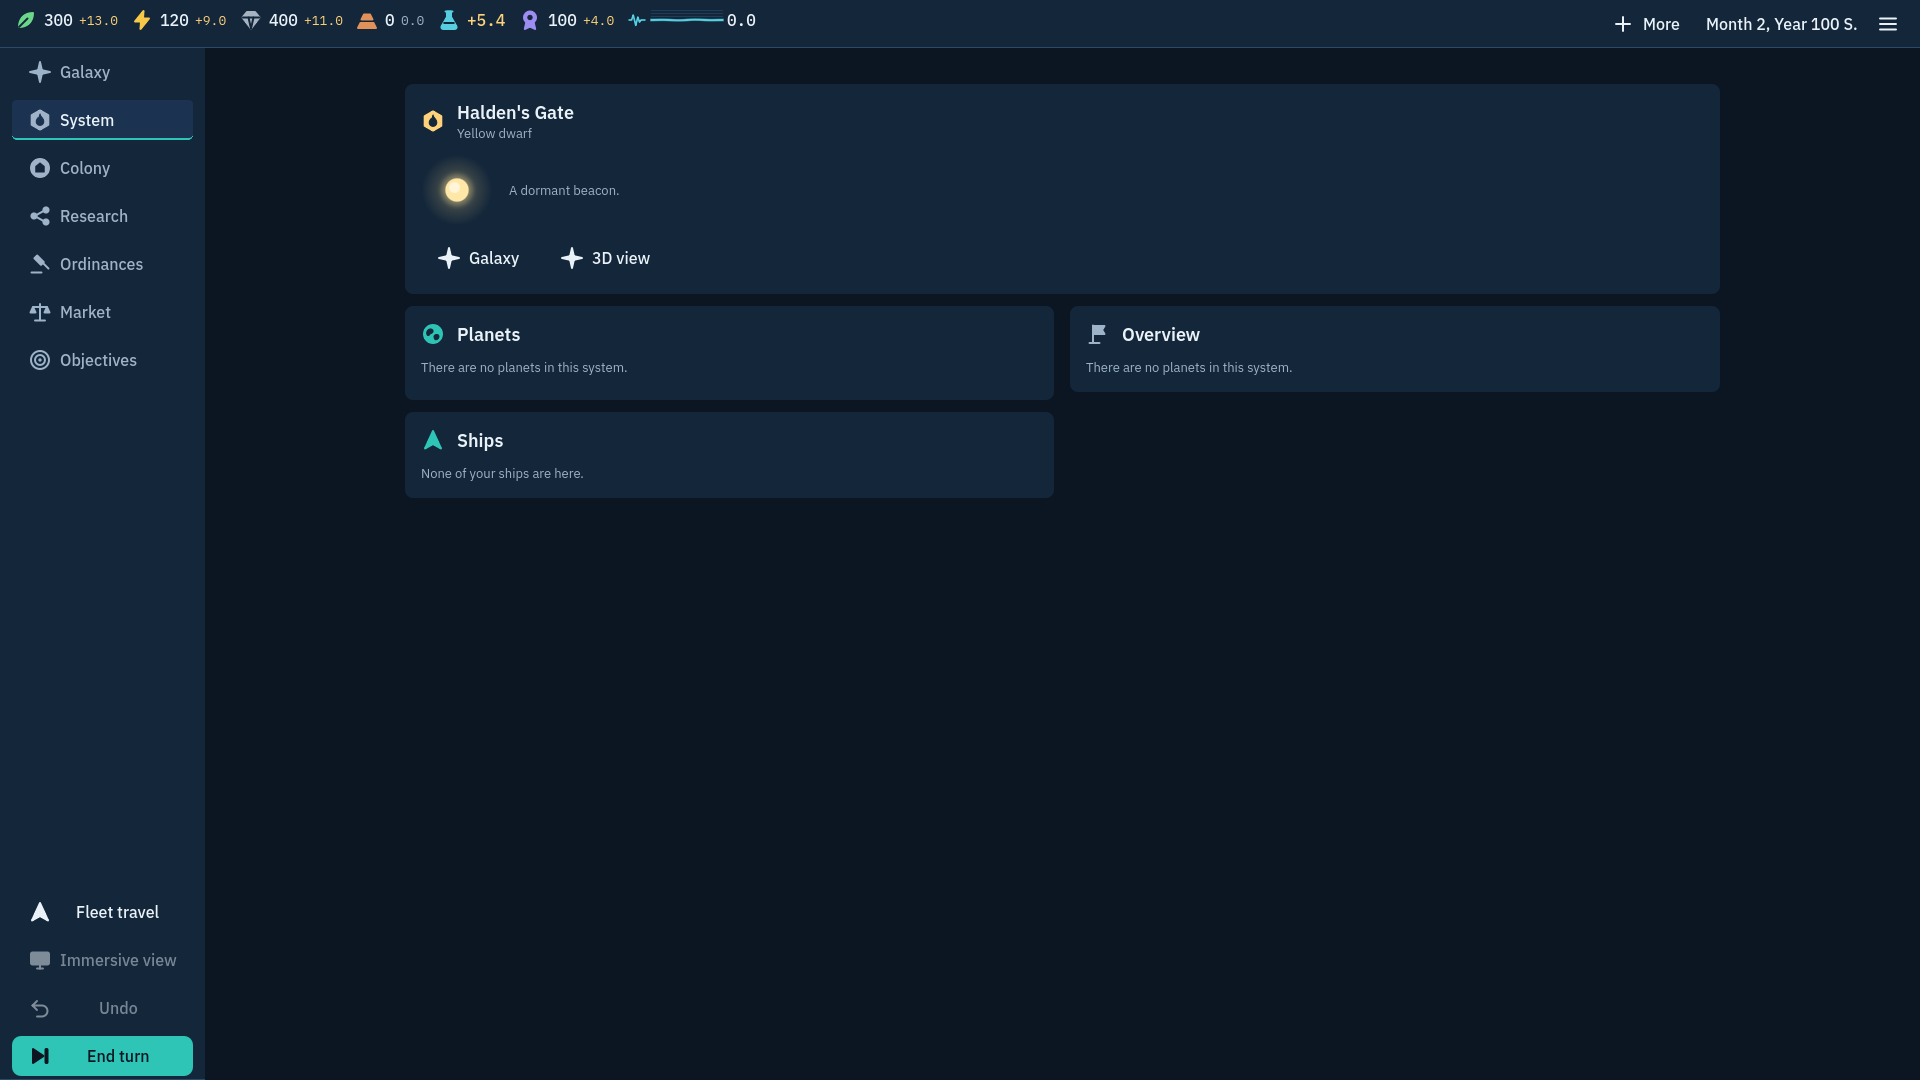 300 +13.0 120 +9.0 400 +11.0 0 0.0 +5.4 100 +4.0 0.0 More Month 2, Year 100 S.
Galaxy
System
Colony
Research
Ordinances
Market
Objectives
Halden's Gate
Yellow dwarf
A dormant beacon.
Galaxy 3D view
Planets
There are no planets in this system.
Overview
There are no planets in this system.
Ships
None of your ships are here.
Fleet travel
Immersive view
Undo
End turn